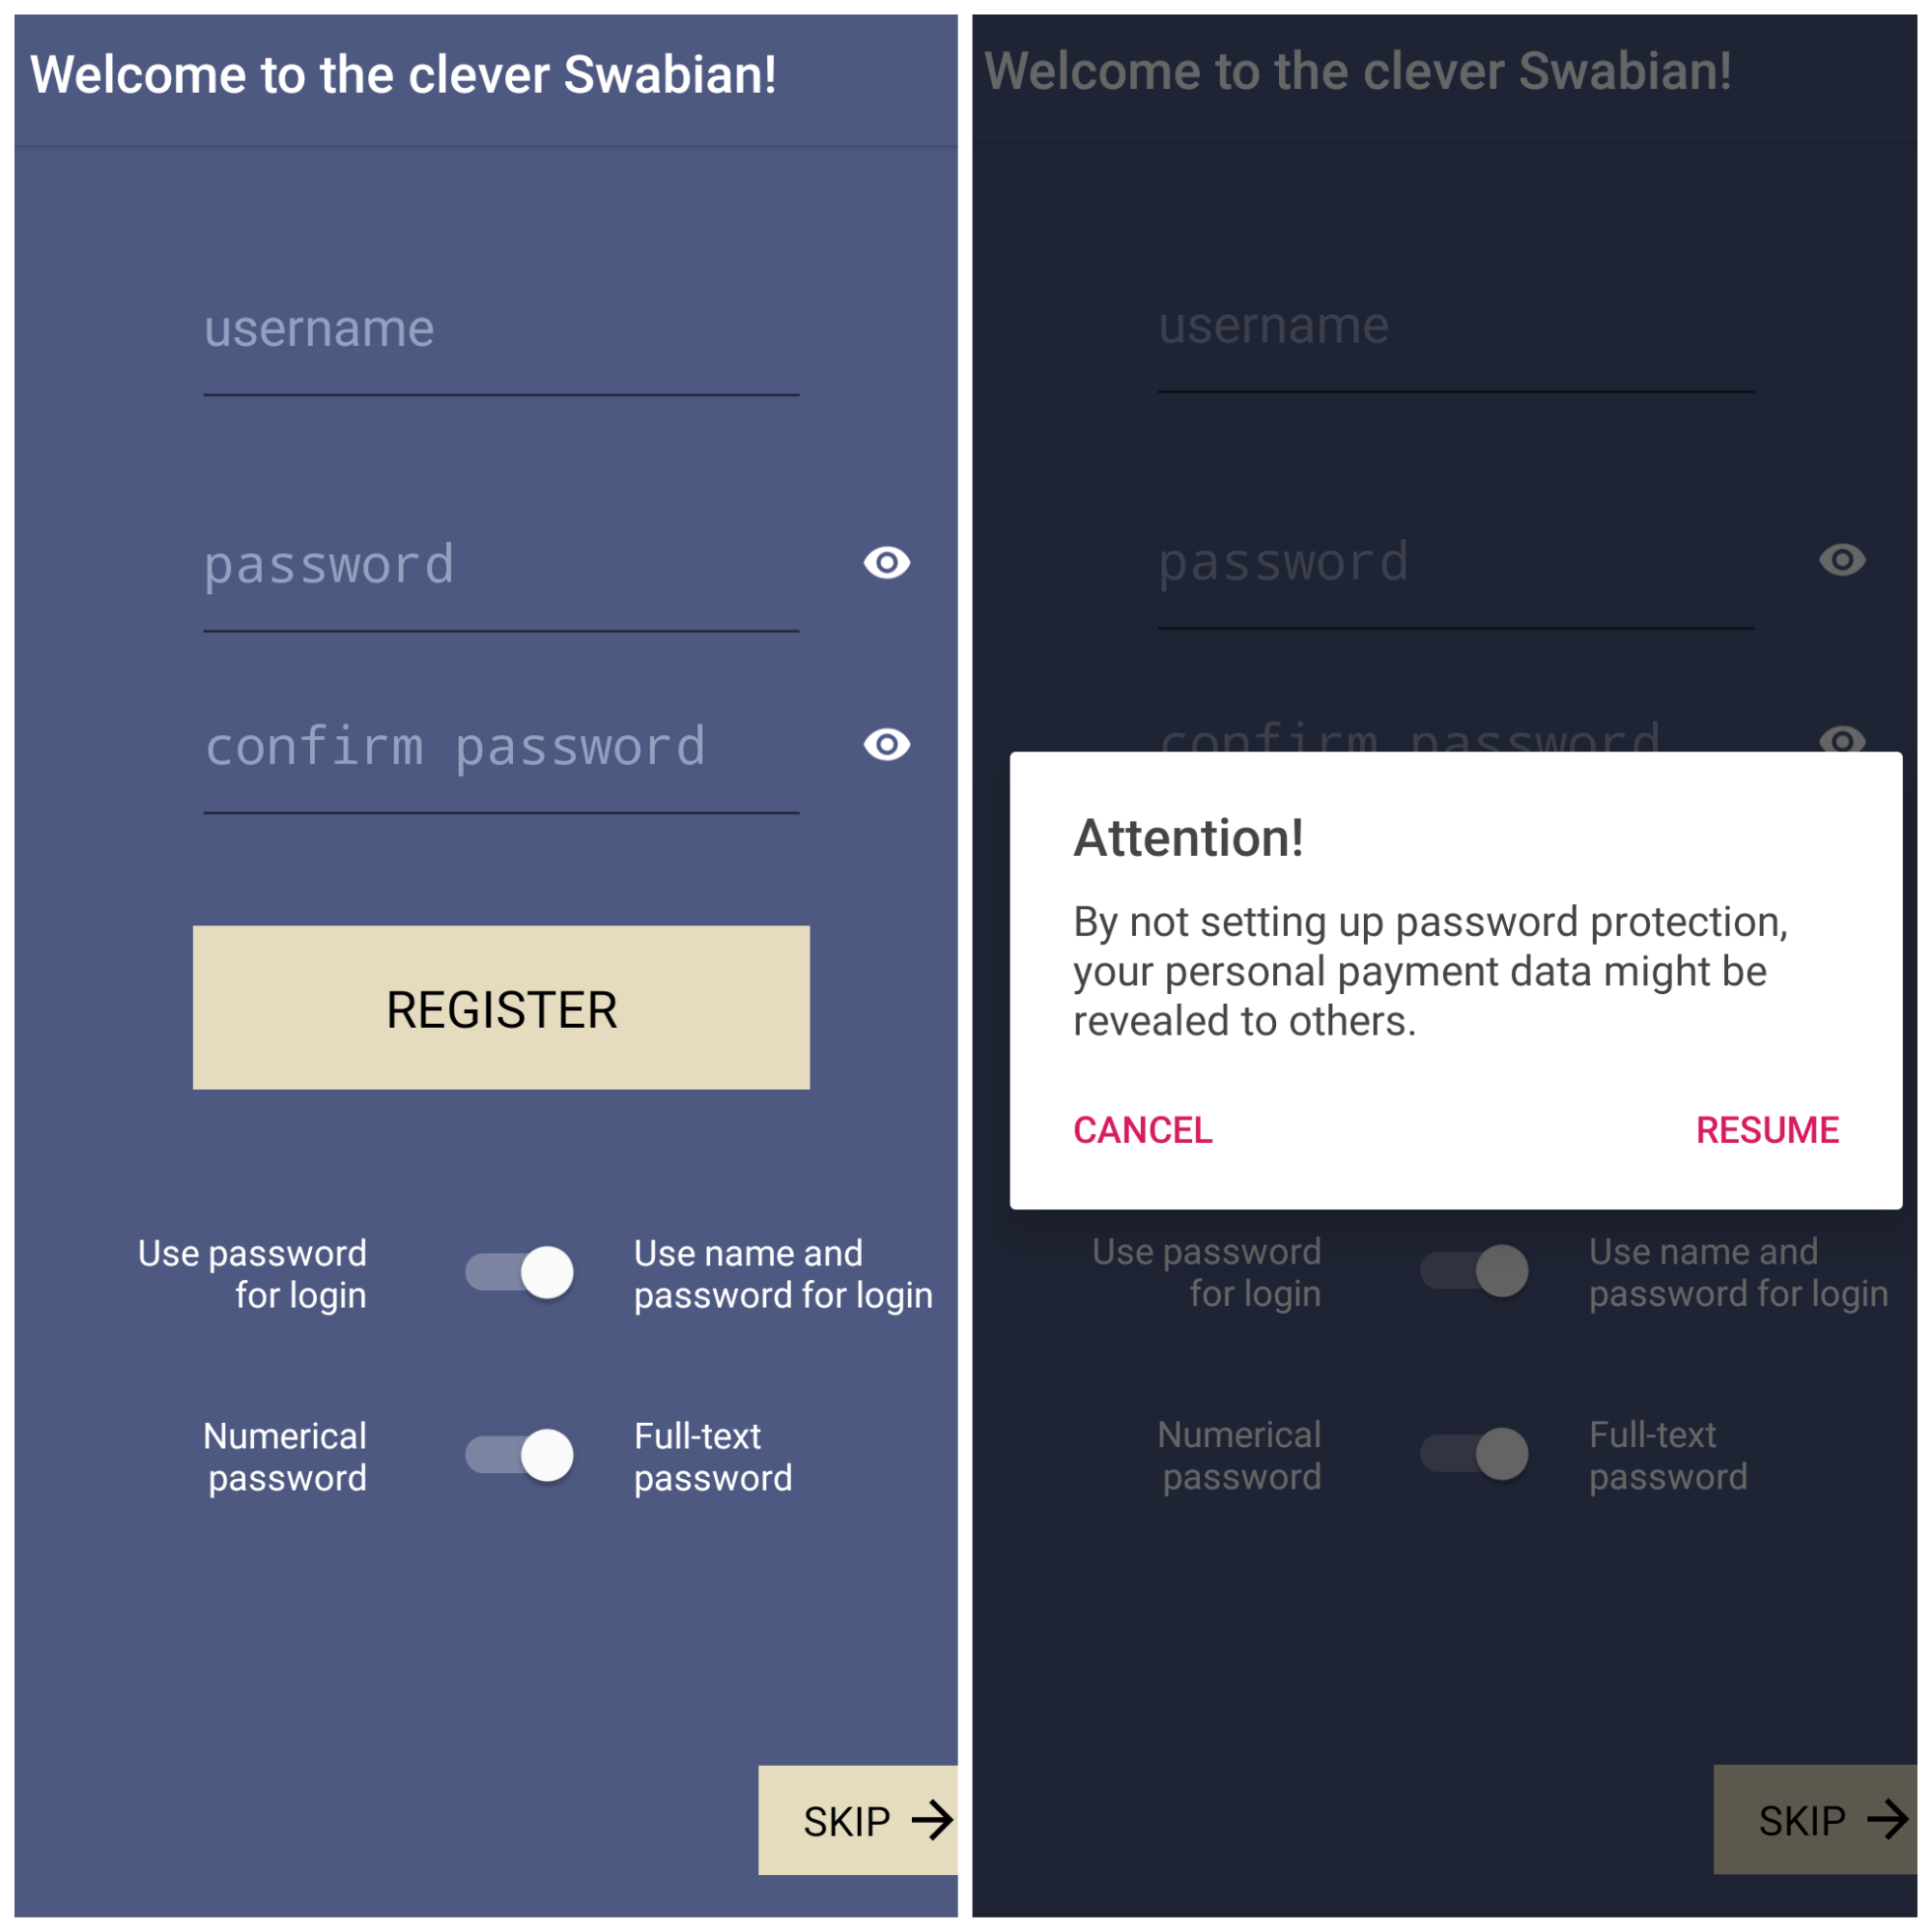 Welcome to the clever Swabian!
username
password
confirm password
REGISTER
Use password
for login
Use name and
password for login
Numerical
password
Full-text
password
SKIP
Welcome to the clever Swabian!
username
password
confirm password
Attention!
By not setting up password protection,
your personal payment data might be
revealed to others.
CANCEL
RESUME
Use password
for login
Use name and
password for login
Numerical
password
Full-text
password
SKIP